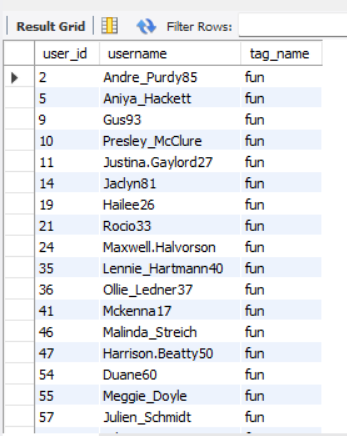 Result Grid Filter Rows:
user_id username tag_name
2 Andre_Purdy85 fun
5 Aniya_Hackett fun
9 Gus93 fun
10 Presley_McClure fun
11 Justina.Gaylord27 fun
14 Jaclyn81 fun
19 Hailee26 fun
21 Rocio33 fun
24 Maxwell.Halvorson fun
35 Lennie_Hartmann40 fun
36 Ollie_Ledner37 fun
41 Mckenna17 fun
46 Malinda_Streich fun
47 Harrison.Beatty50 fun
54 Duane60 fun
55 Meggie_Doyle fun
57 Julien_Schmidt fun